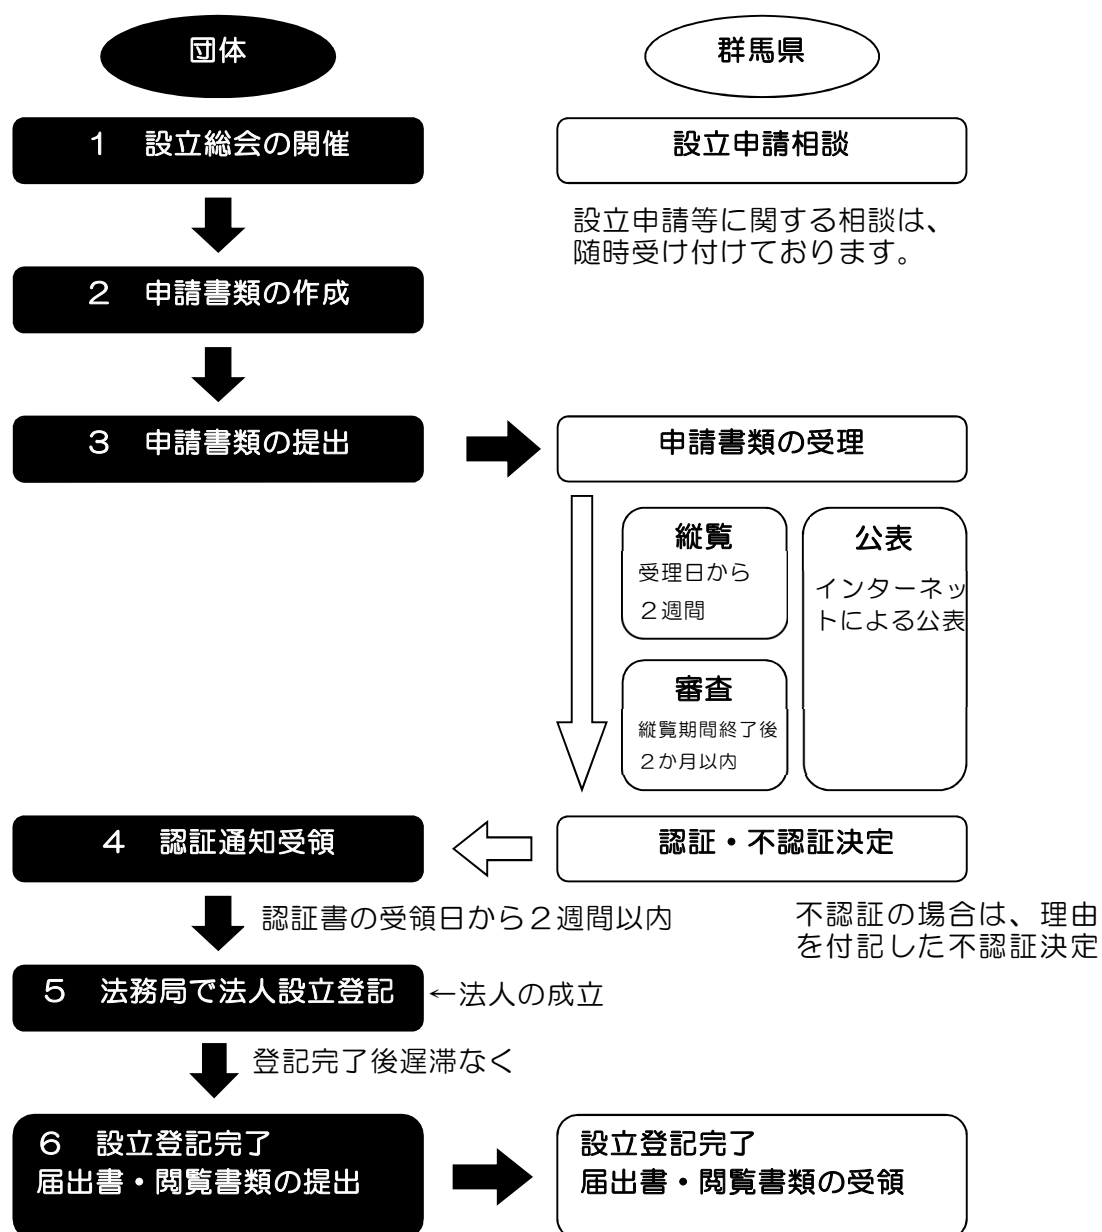 団体
群馬県
１　設立総会の開催
設立申請相談
設立申請等に関する相談は、
随時受け付けております。
２　申請書類の作成
３　申請書類の提出
申請書類の受理
縦覧
受理日から
２週間
公表
インターネッ
トによる公表
審査
縦覧期間終了後
２か月以内
４　認証通知受領
認証・不認証決定
認証書の受領日から２週間以内
不認証の場合は、理由
を付記した不認証決定
５　法務局で法人設立登記
←法人の成立
登記完了後遅滞なく
６　設立登記完了
届出書・閲覧書類の提出
設立登記完了
届出書・閲覧書類の受領